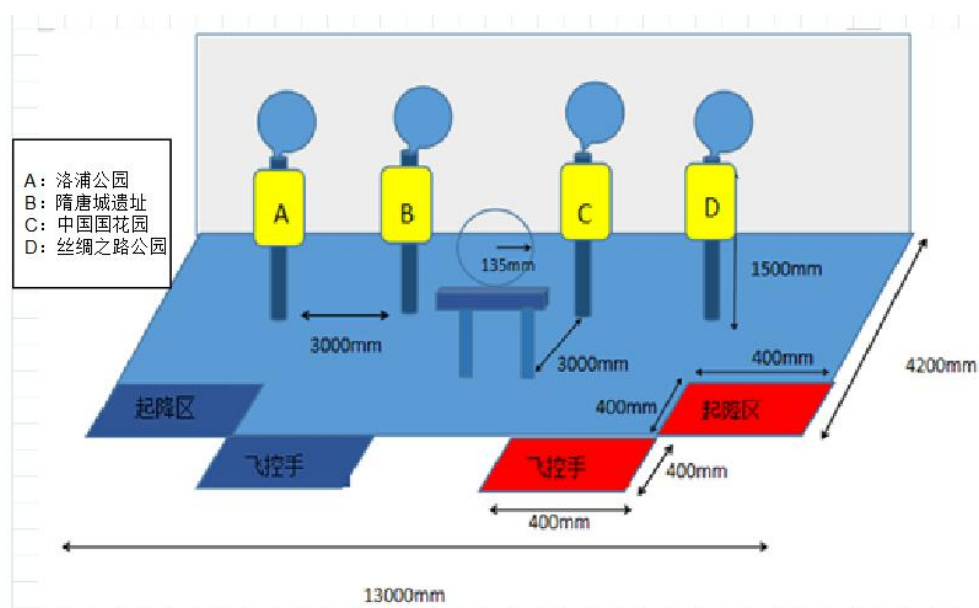 A：洛浦公园
B：隋唐城遗址
C：中国国花园
D：丝绸之路公园
A
B
C
D
135mm
1500mm
3000mm
3000mm
400mm
4200mm
起降区
400mm
起降区
飞控手
飞控手
400mm
400mm
13000mm